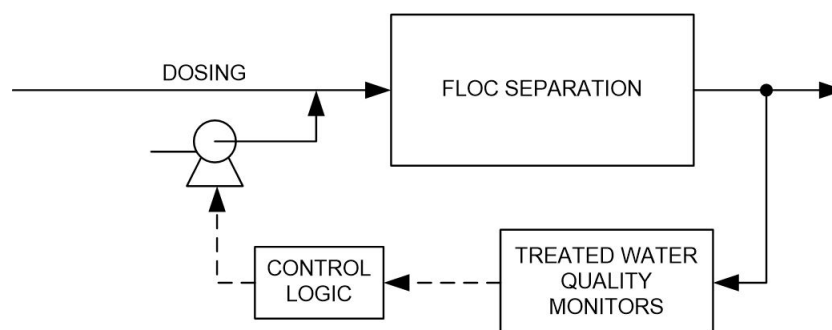 DOSING
FLOC SEPARATION
CONTROL
LOGIC
TREATED WATER
QUALITY
MONITORS